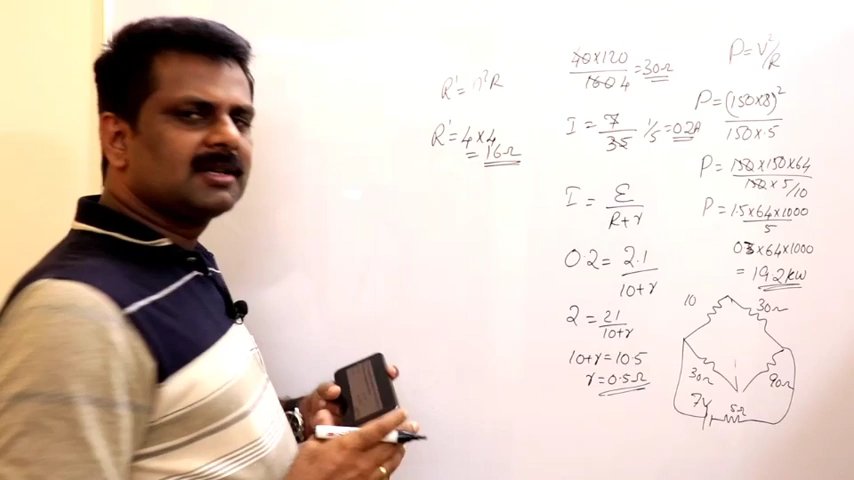 R' = n²R
R' = 4×4
= 16Ω
40×120
160 4
= 30Ω
I = 7
35
1/5 = 0.2A
I = Ɛ
R+r
0.2 = 2.1
10+r
2 = 21
10+r
10+r = 10.5
r = 0.5Ω
P = V²/R
P = (150×8)²
150×.5
P = 150×150×64
150×5/10
P = 1.5×64×1000
5
03×64×1000
= 19.2kw
10
30Ω
30Ω
90Ω
7V
5Ω